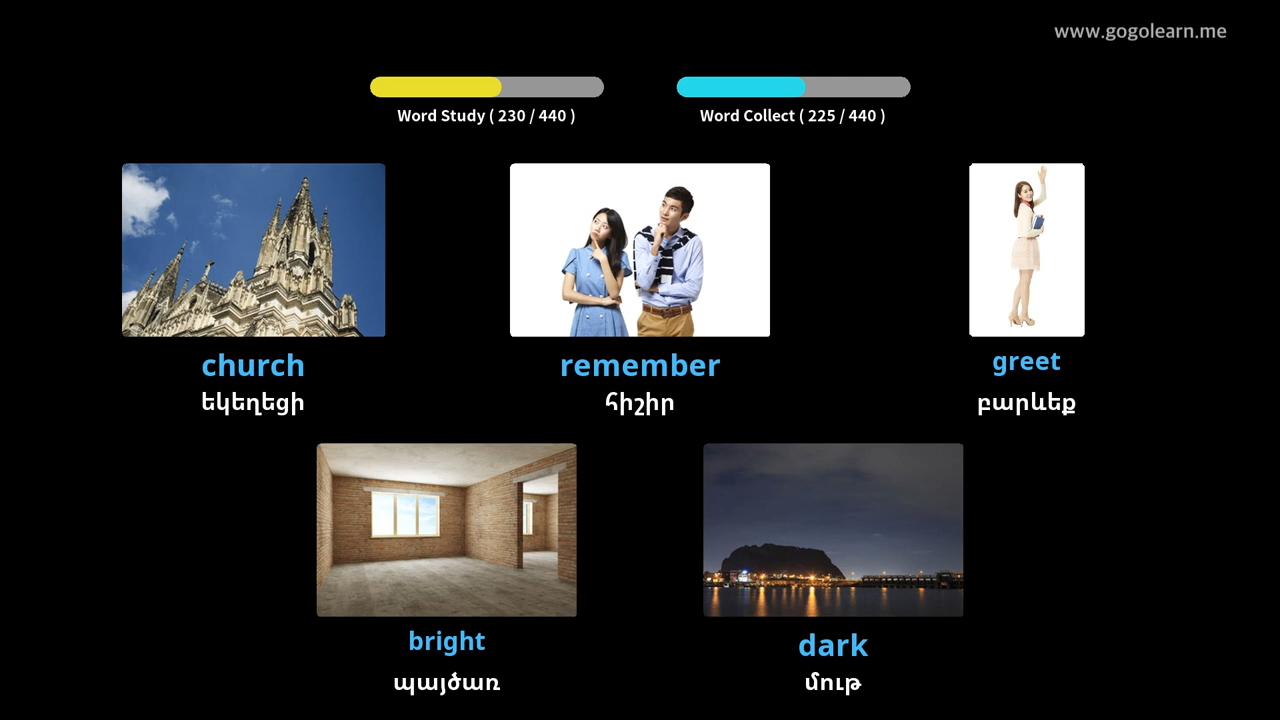 www.gogolearn.me
Word Study ( 230 / 440 )
Word Collect ( 225 / 440 )
church
եկեղեցի
remember
հիշիր
greet
բարևեք
bright
պայծառ
dark
մութ